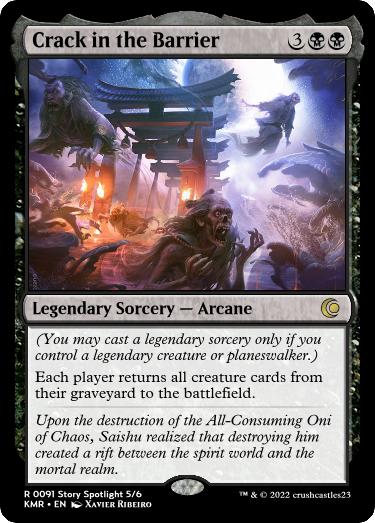 Crack in the Barrier 3
Legendary Sorcery — Arcane
(You may cast a legendary sorcery only if you
control a legendary creature or planeswalker.)
Each player returns all creature cards from
their graveyard to the battlefield.
Upon the destruction of the All-Consuming Oni
of Chaos, Saishu realized that destroying him
created a rift between the spirit world and the
mortal realm.
R 0091 Story Spotlight 5/6
KMR • EN Xavier Ribeiro
™ & © 2022 crushcastles23